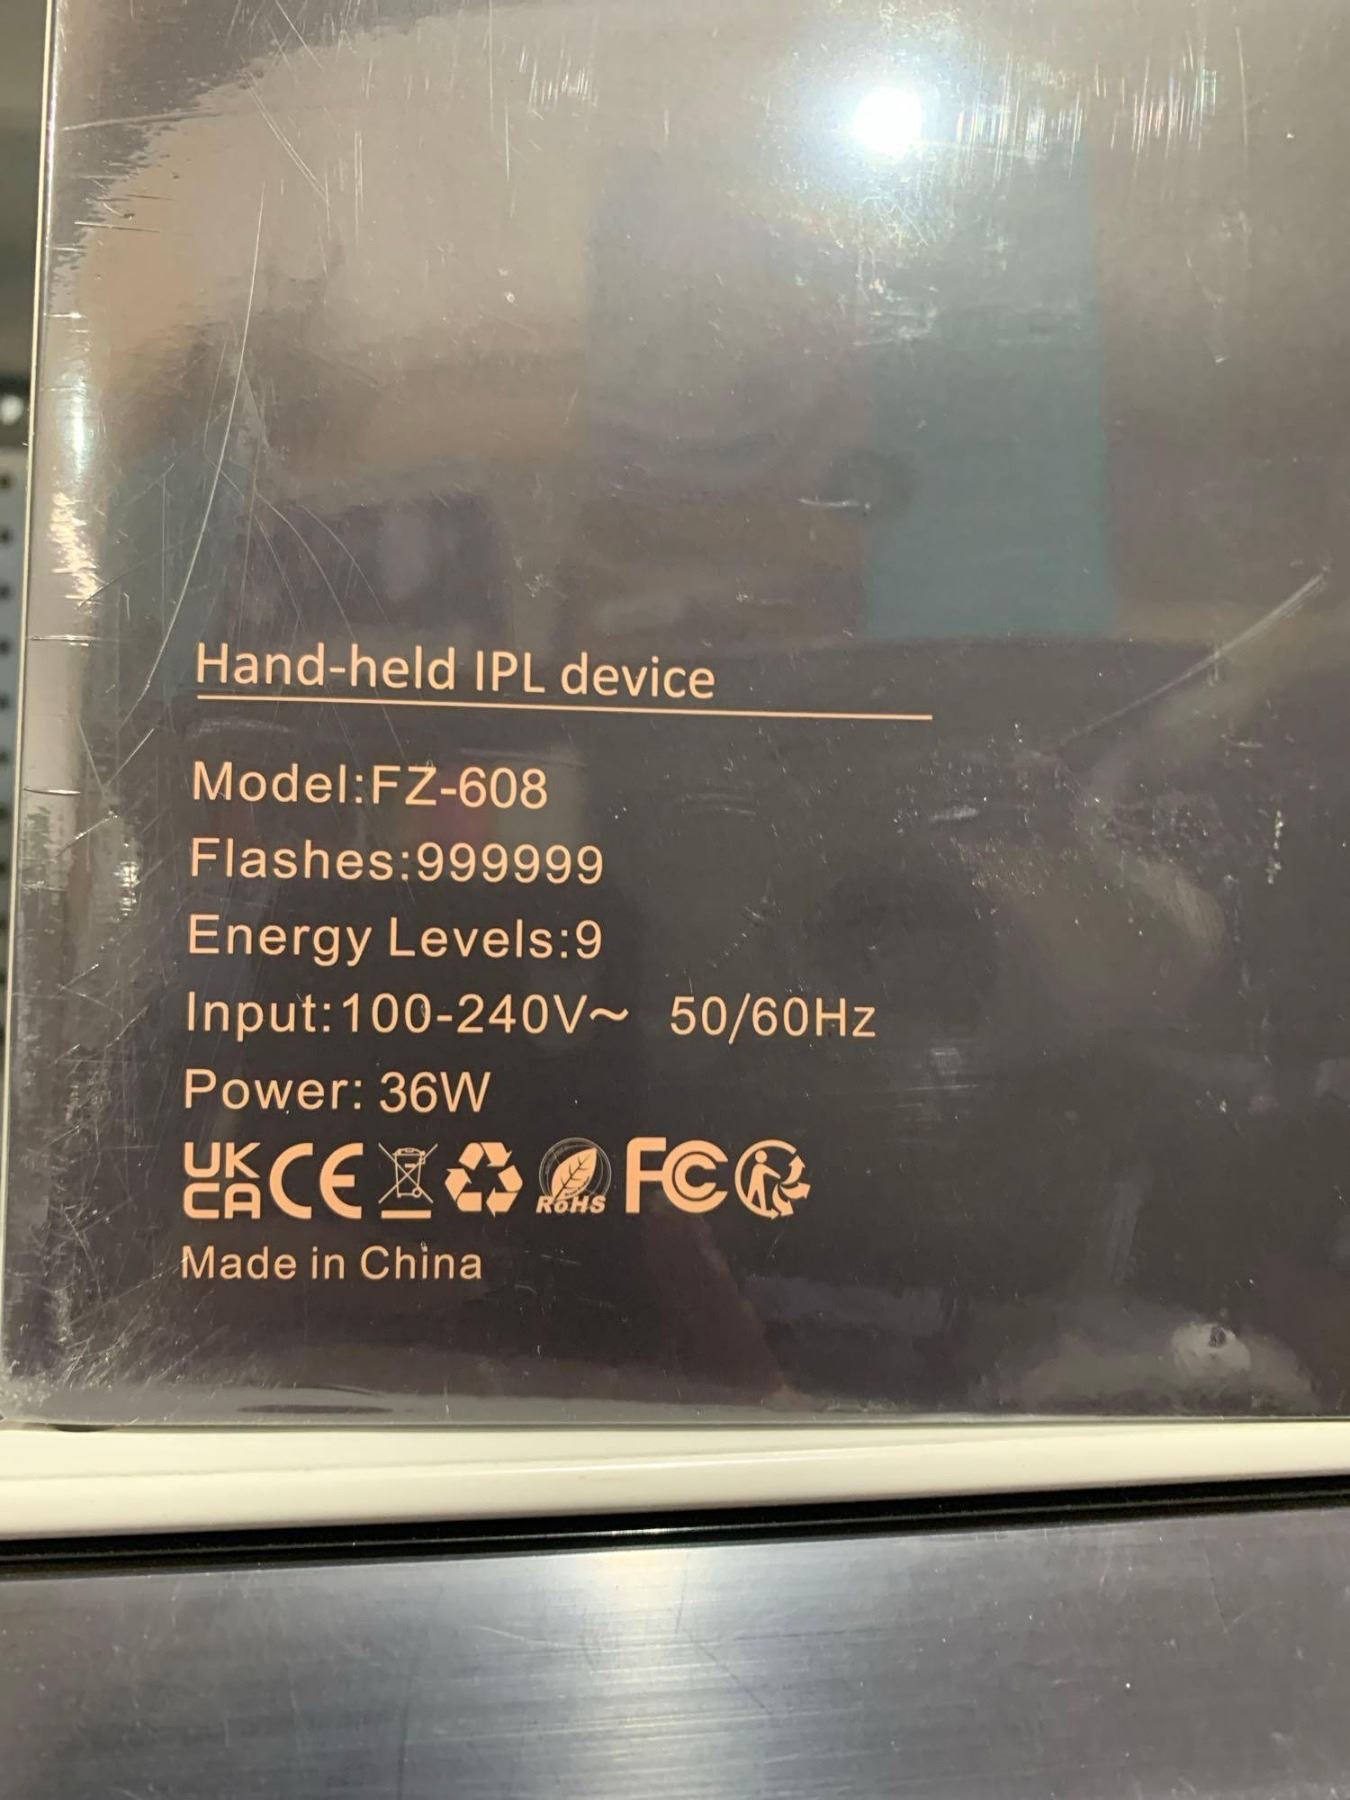 Hand-held IPL device
Model:FZ-608
Flashes:999999
Energy Levels:9
Input:100-240V~ 50/60Hz
Power: 36W
UK CA CE RoHS FC
Made in China